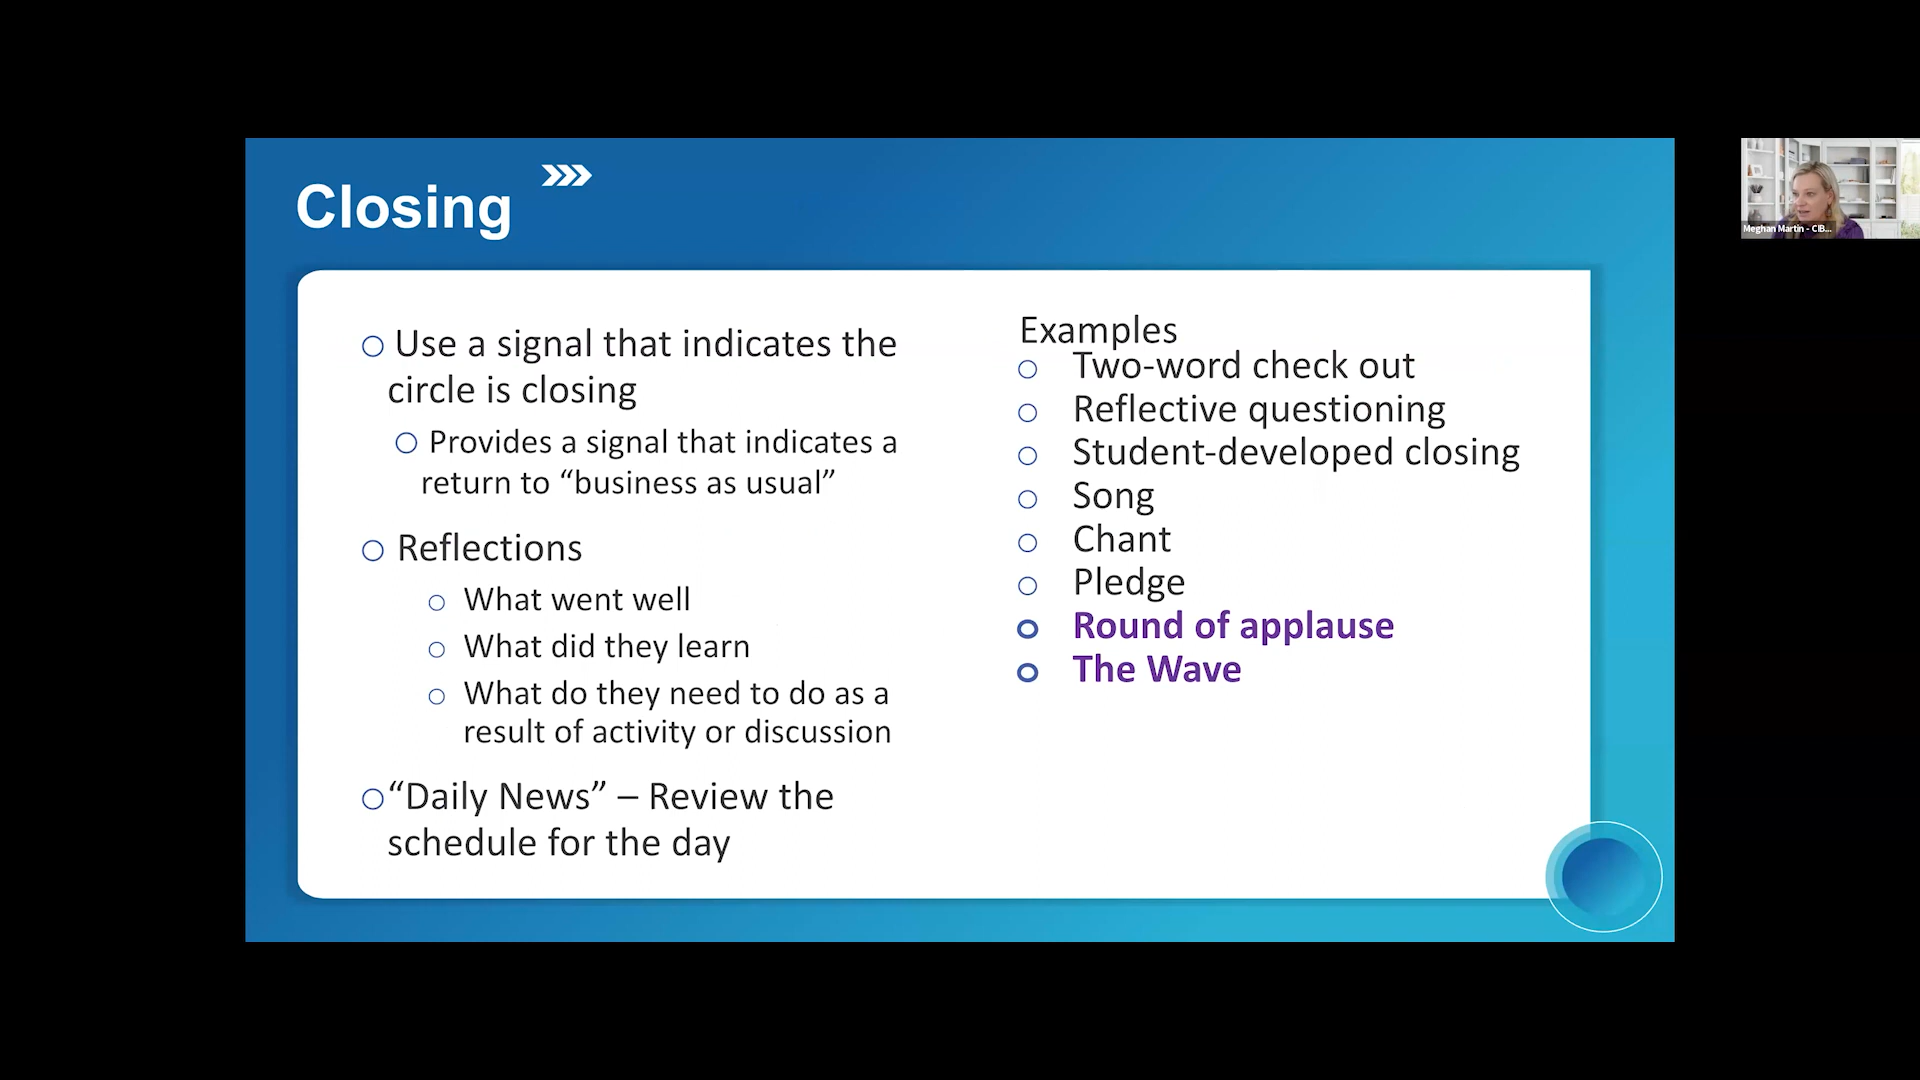 Closing
Use a signal that indicates the
circle is closing
Provides a signal that indicates a
return to “business as usual”
Reflections
What went well
What did they learn
What do they need to do as a
result of activity or discussion
“Daily News” – Review the
schedule for the day
Examples
Two-word check out
Reflective questioning
Student-developed closing
Song
Chant
Pledge
Round of applause
The Wave
Meghan Martin - CIB...